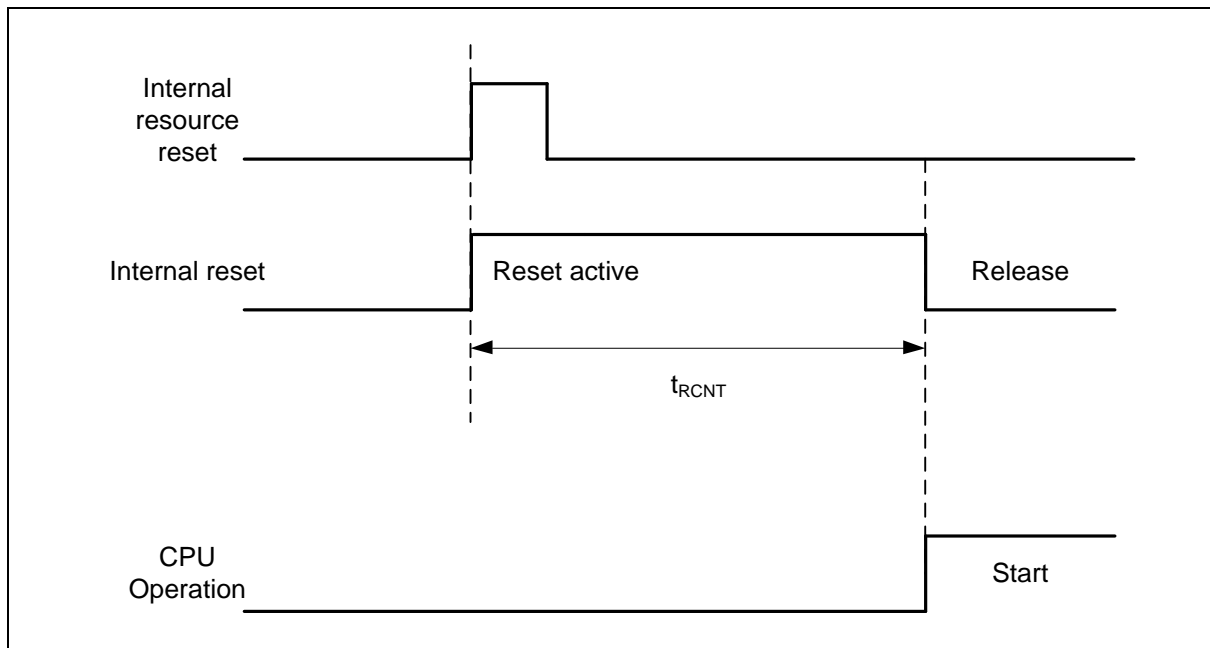 Internal
resource
reset
Internal reset
Reset active
Release
tRCNT
CPU
Operation
Start